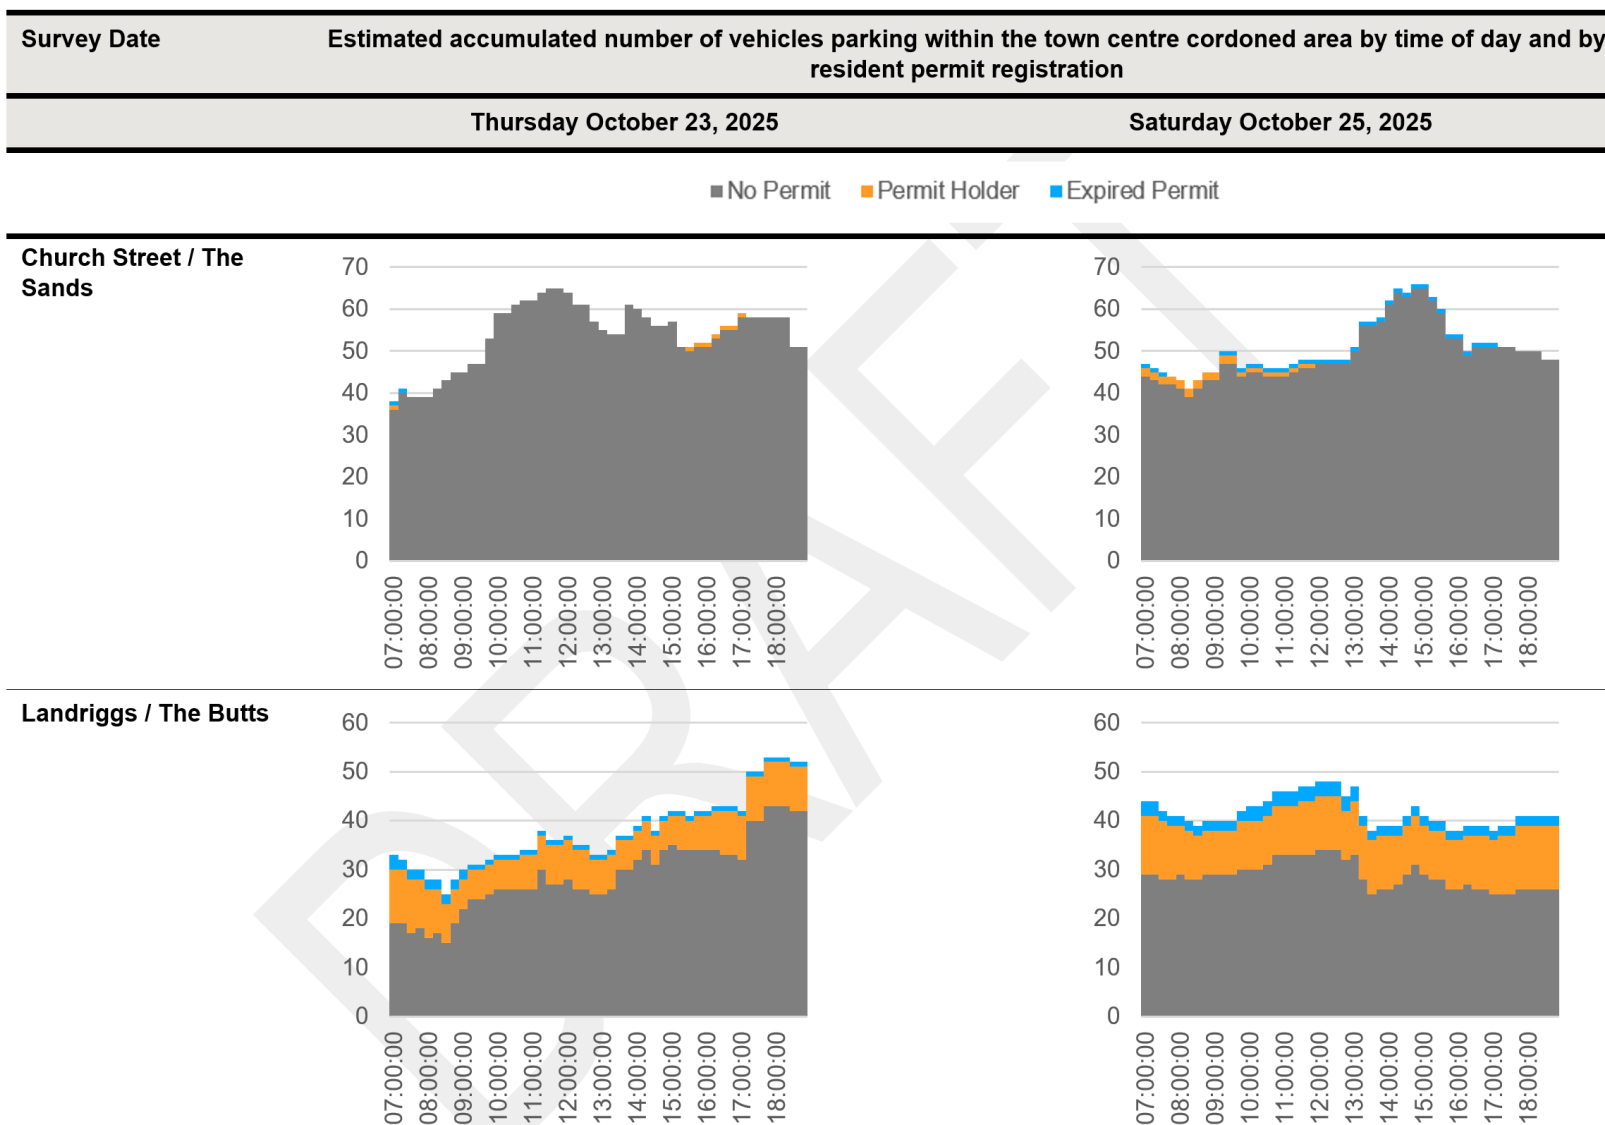 Survey Date
Estimated accumulated number of vehicles parking within the town centre cordoned area by time of day and by
resident permit registration
Thursday October 23, 2025
Saturday October 25, 2025
No Permit Permit Holder Expired Permit
Church Street / The
Sands
70
60
50
40
30
20
10
0
07:00:00 08:00:00 09:00:00 10:00:00 11:00:00 12:00:00 13:00:00 14:00:00 15:00:00 16:00:00 17:00:00 18:00:00
70
60
50
40
30
20
10
0
07:00:00 08:00:00 09:00:00 10:00:00 11:00:00 12:00:00 13:00:00 14:00:00 15:00:00 16:00:00 17:00:00 18:00:00
Landriggs / The Butts
60
50
40
30
20
10
0
07:00:00 08:00:00 09:00:00 10:00:00 11:00:00 12:00:00 13:00:00 14:00:00 15:00:00 16:00:00 17:00:00 18:00:00
60
50
40
30
20
10
0
07:00:00 08:00:00 09:00:00 10:00:00 11:00:00 12:00:00 13:00:00 14:00:00 15:00:00 16:00:00 17:00:00 18:00:00
DRAFT